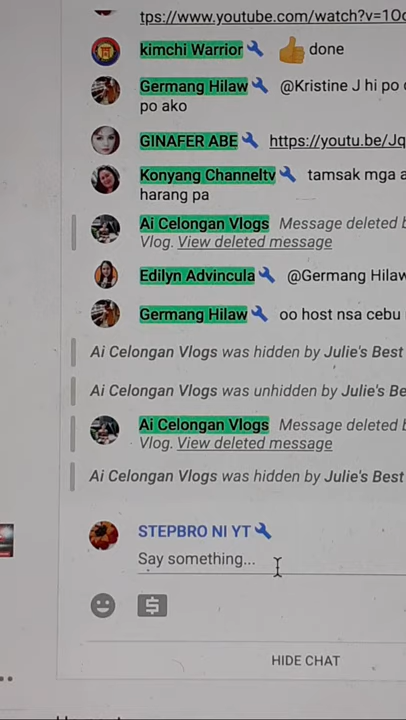 tps://www.youtube.com/watch?v=1O
kimchi Warrior done
Germang Hilaw @Kristine J hi po
po ako
GINAFER ABE https://youtu.be/Jq
Konyang Channeltv tamsak mga
harang pa
Ai Celongan Vlogs Message deleted
Vlog. View deleted message
Edilyn Advincula @Germang Hilaw
Germang Hilaw oo host nsa cebu
Ai Celongan Vlogs was hidden by Julie's Best
Ai Celongan Vlogs was unhidden by Julie's Be
Ai Celongan Vlogs Message deleted
Vlog. View deleted message
Ai Celongan Vlogs was hidden by Julie's Best
STEPBRO NI YT
Say something...
HIDE CHAT